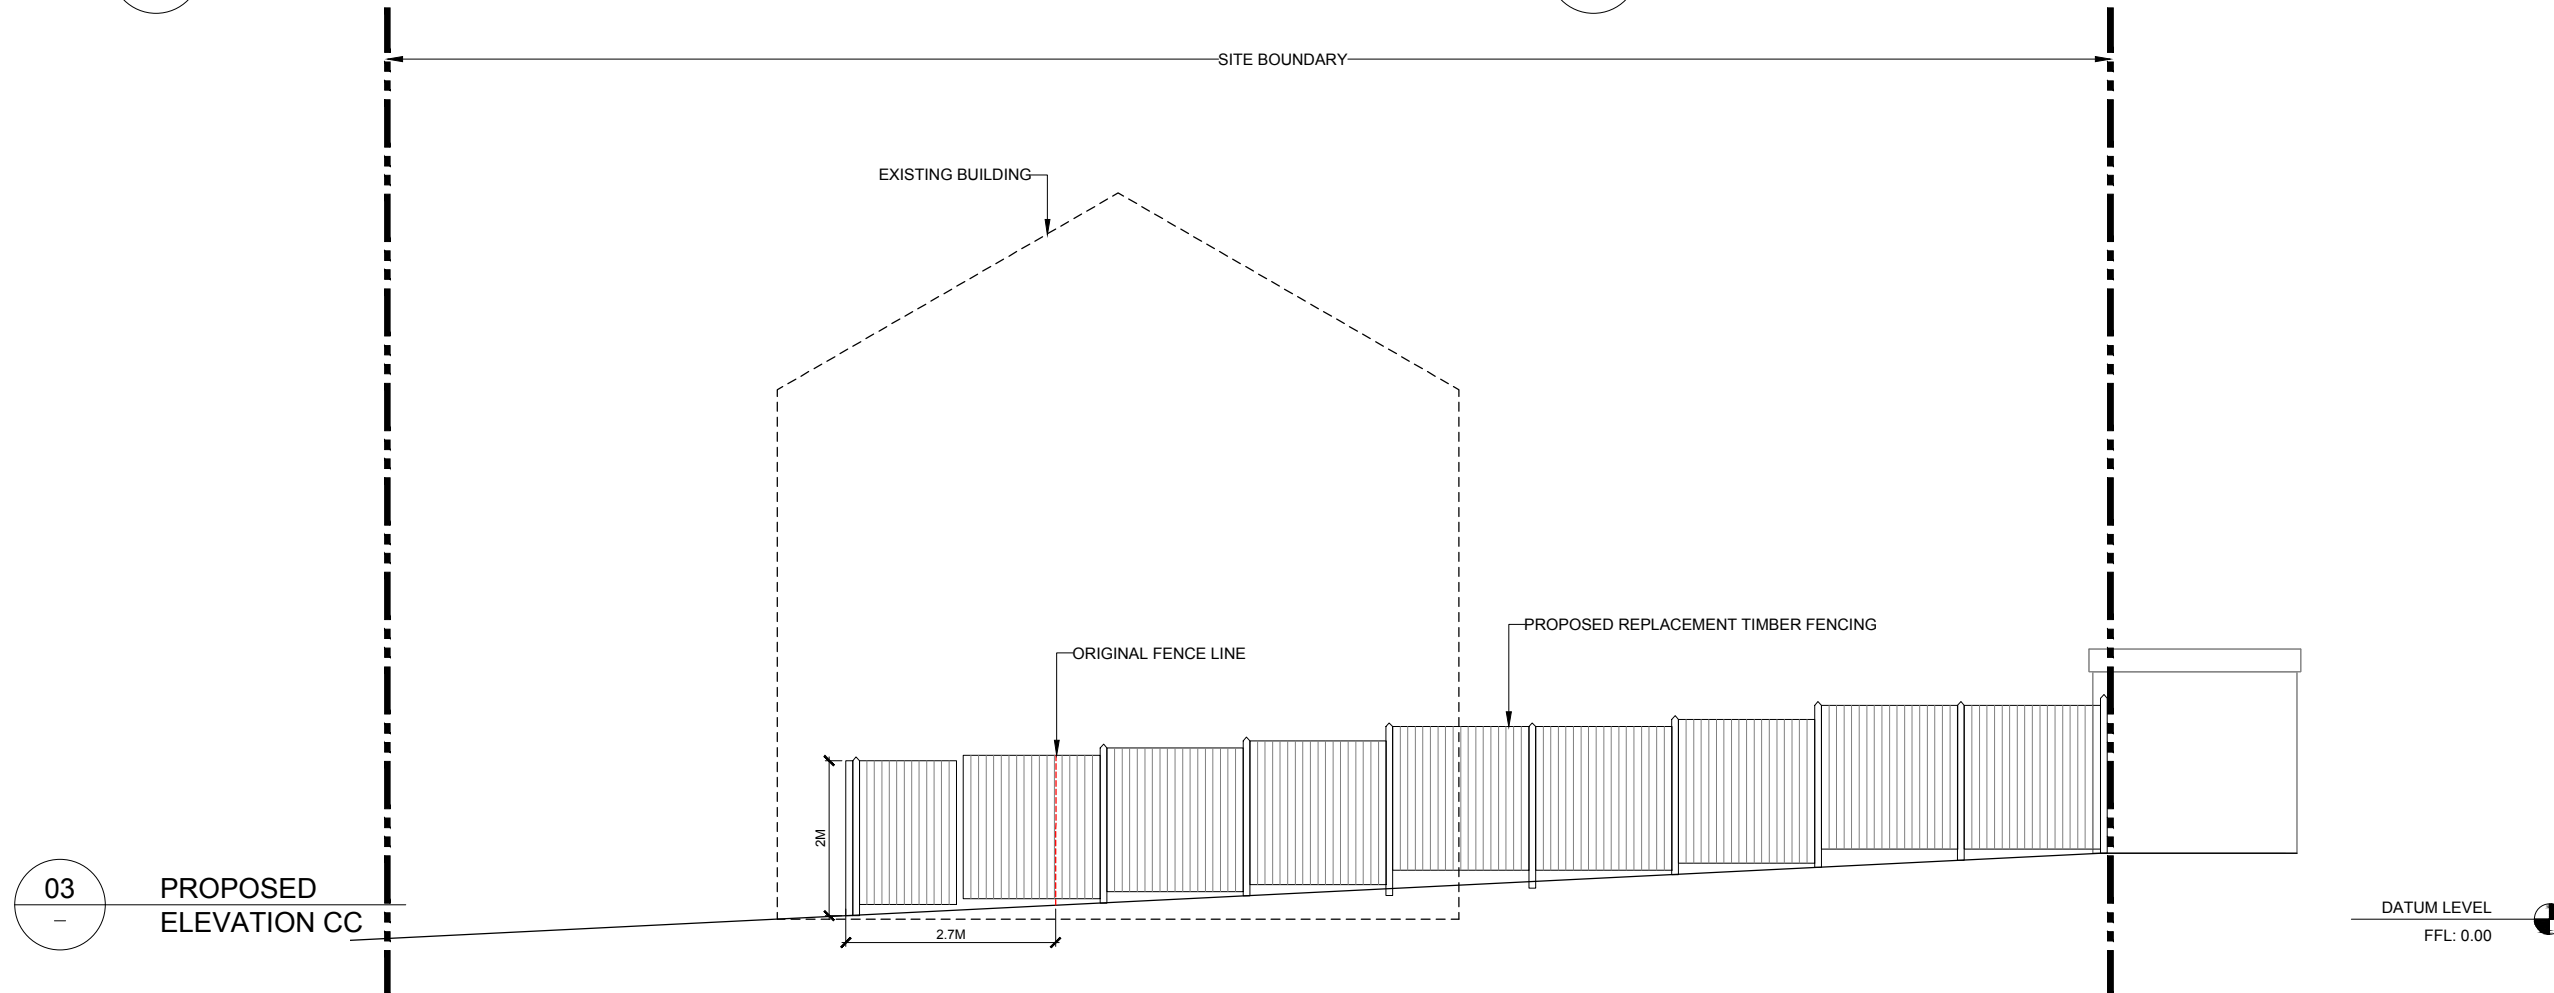 SITE BOUNDARY
EXISTING BUILDING
PROPOSED REPLACEMENT TIMBER FENCING
ORIGINAL FENCE LINE
2M
2.7M
03
–
PROPOSED
ELEVATION CC
DATUM LEVEL
FFL: 0.00